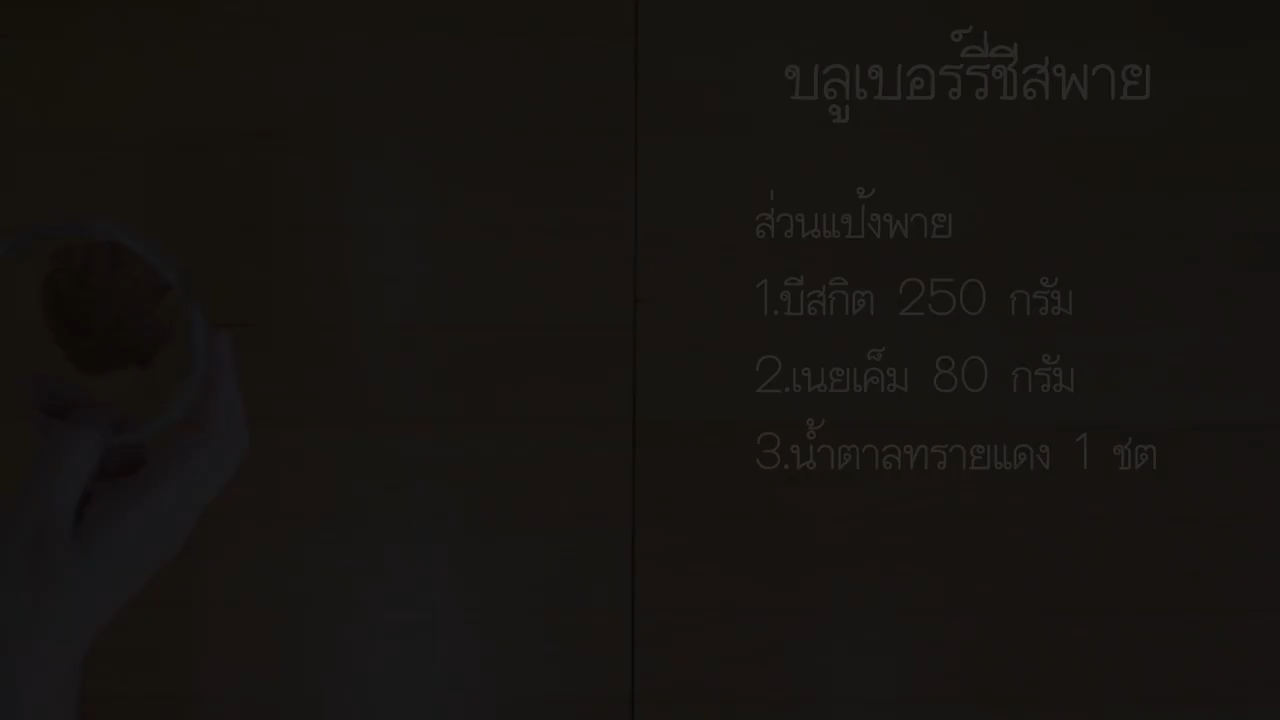 บลูเบอร์รี่ชีสพาย
ส่วนแป้งพาย
1.บีสกิต 250 กรัม
2.เนยเค็ม 80 กรัม
3.น้ำตาลทรายแดง 1 ชต